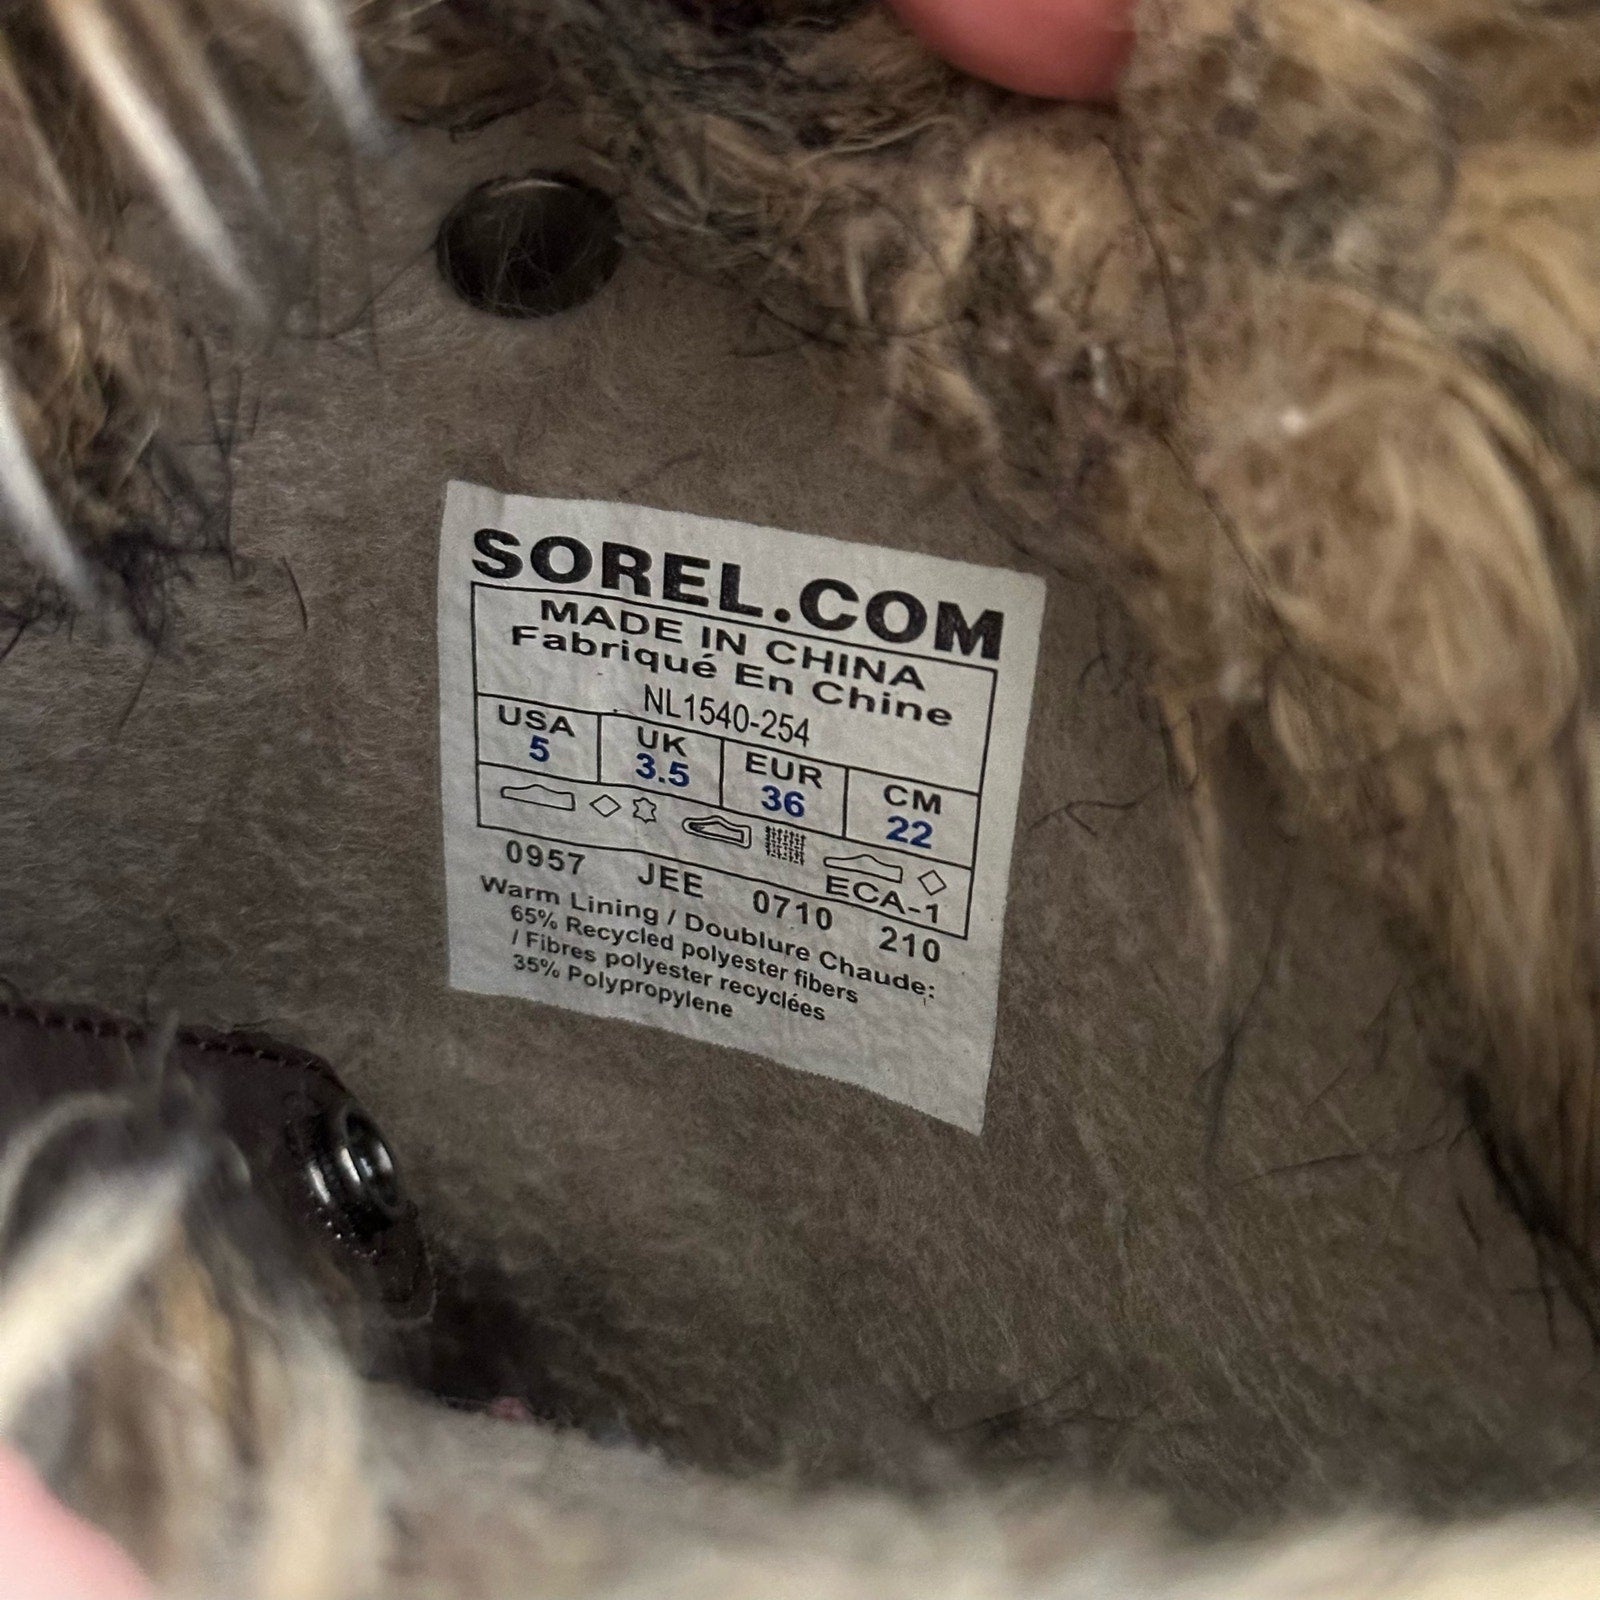 SOREL.COM
MADE IN CHINA
Fabriqué En Chine
NL1540-254
USA UK EUR CM
5 3.5 36 22
ECA-1
0957 JEE 0710 210
Warm Lining / Doublure Chaude:
65% Recycled polyester fibers
/ Fibres polyester recyclées
35% Polypropylene